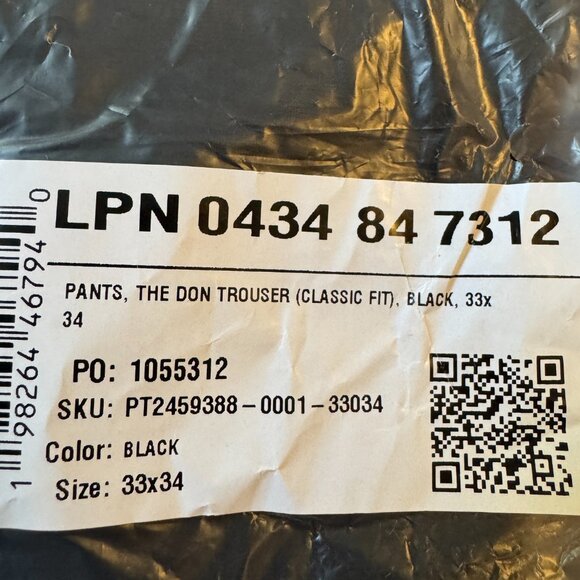 LPN 0434 84 7312
PANTS, THE DON TROUSER (CLASSIC FIT), BLACK, 33x
34
PO: 1055312
SKU: PT2459388-0001-33034
Color: BLACK
Size: 33x34
1 98264 46794 0